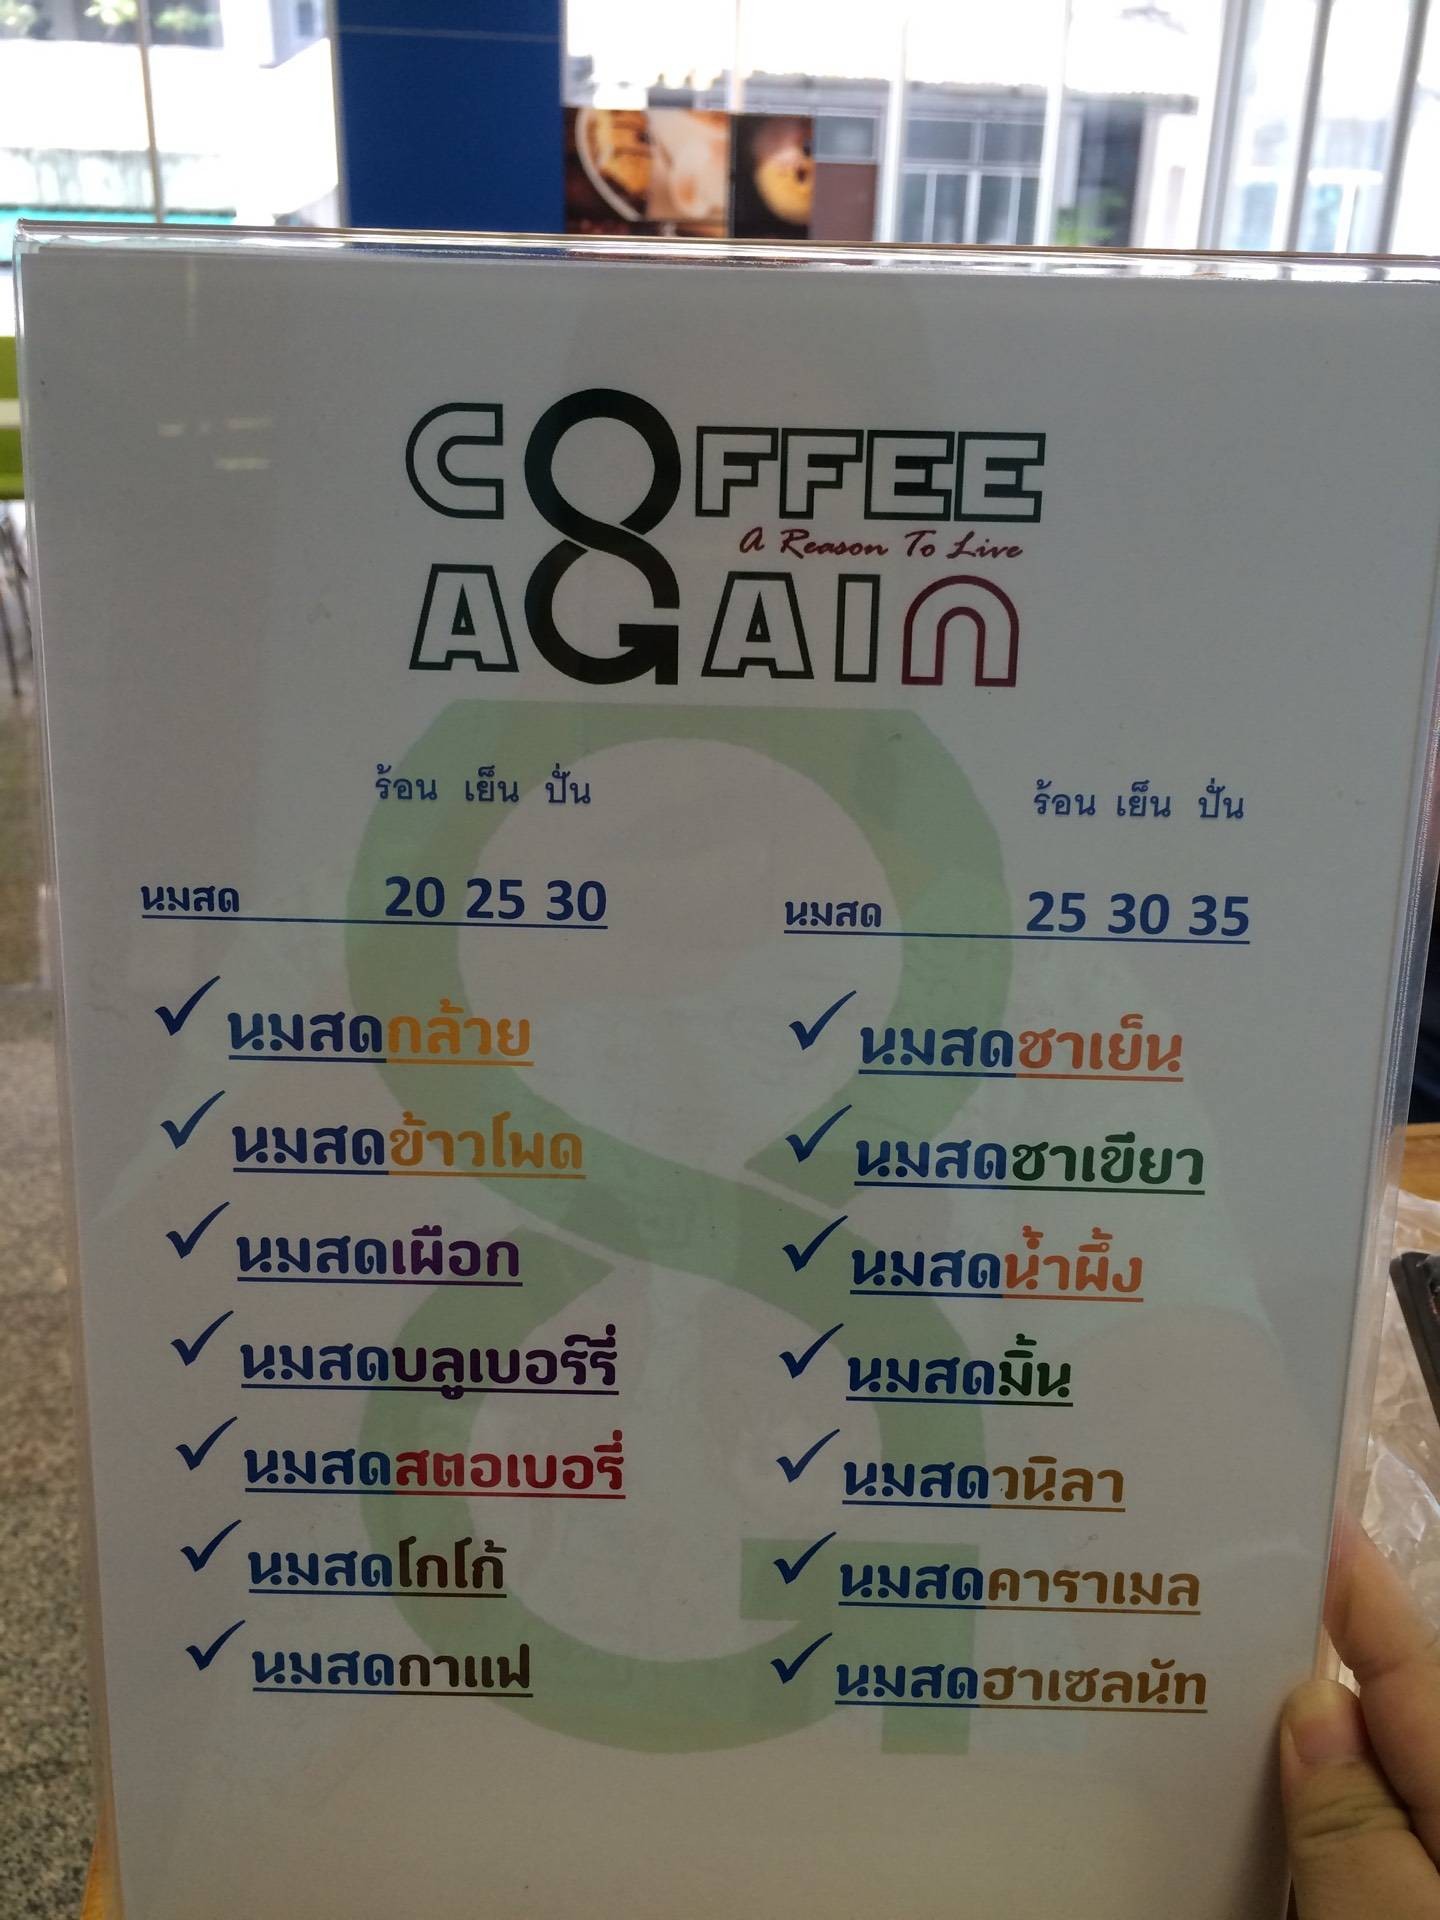 COFFEE
A Reason To Live
AGAIN
ร้อน เย็น ปั่น
นมสด 20 25 30
นมสดกล้วย
นมสดข้าวโพด
นมสดเผือก
นมสดบลูเบอร์รี่
นมสดสตอเบอรี่
นมสดโกโก้
นมสดกาแฟ
ร้อน เย็น ปั่น
นมสด 25 30 35
นมสดชาเย็น
นมสดชาเขียว
นมสดน้ำผึ้ง
นมสดมิ้น
นมสดวนิลา
นมสดคาราเมล
นมสดฮาเซลนัท